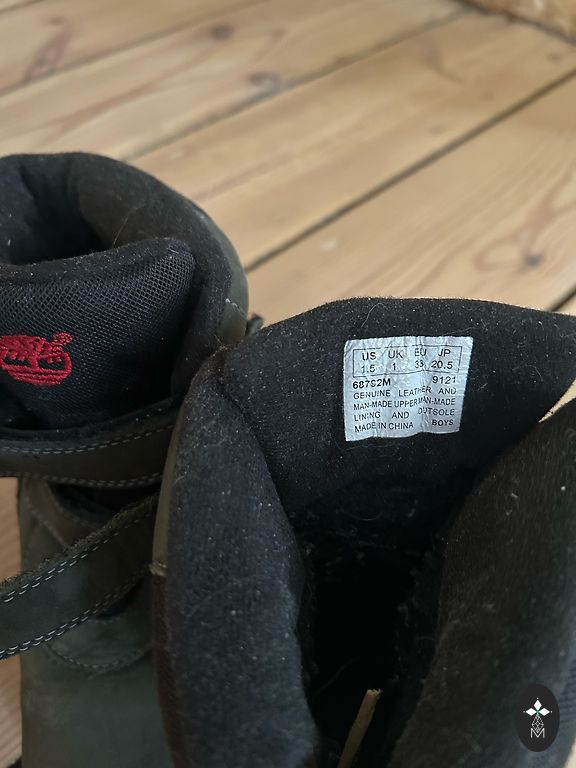 US UK EU JP
1.5 1 33 20.5
68792M 9121
GENUINE LEATHER AND
MAN-MADE UPPER MAN-MADE
LINING AND OUTSOLE
MADE IN CHINA BOYS